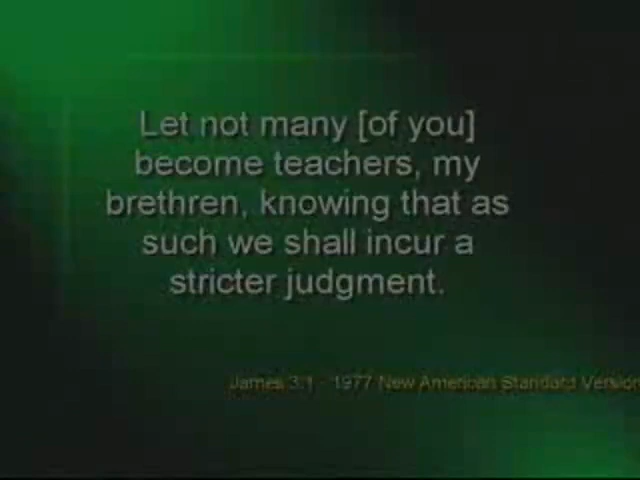 Let not many [of you]
become teachers, my
brethren, knowing that as
such we shall incur a
stricter judgment.
James 3:1 - 1977 New American Standard Version